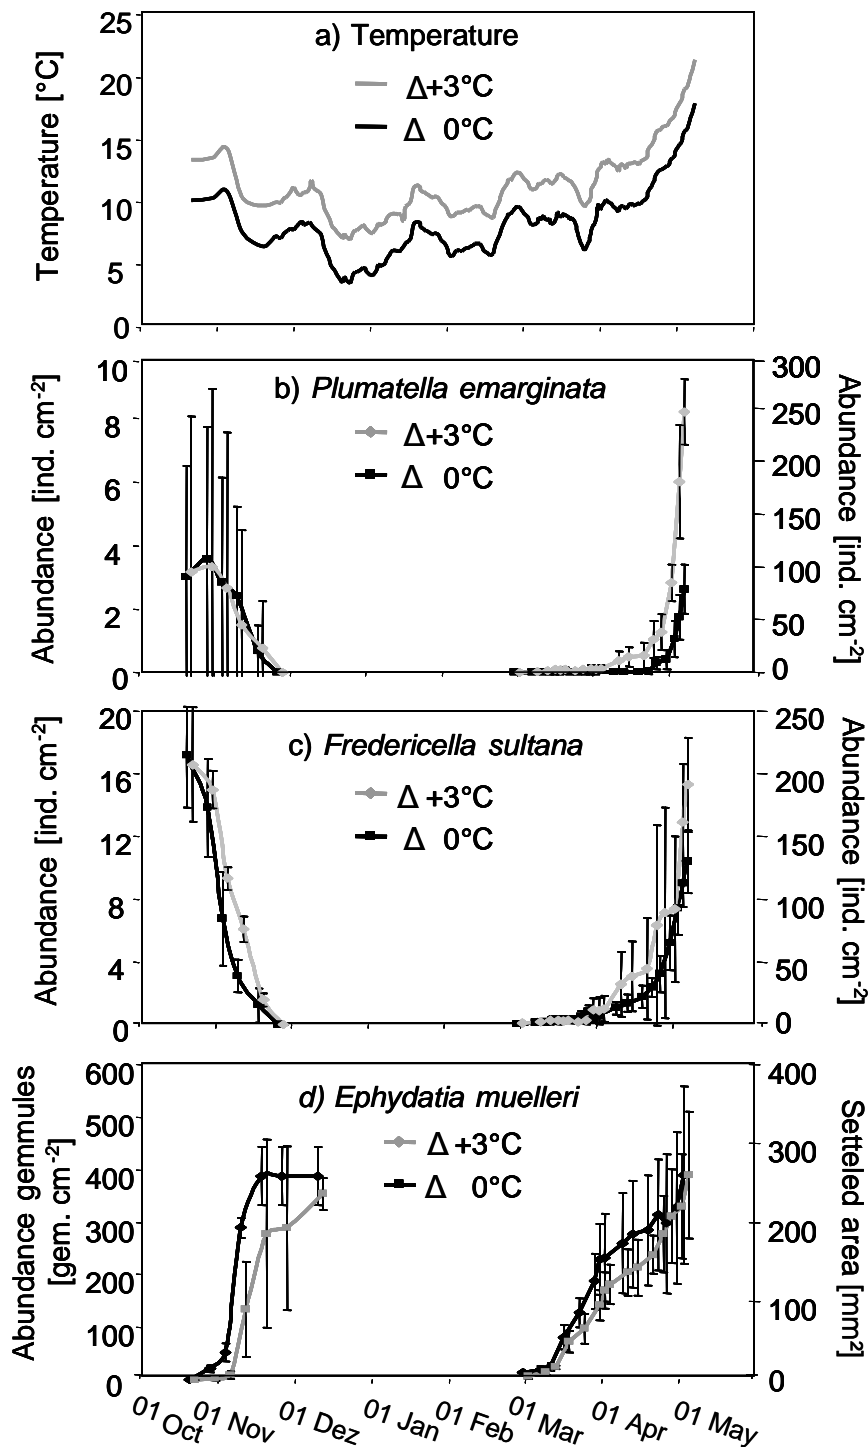 a) Temperature
Δ+3°C
Δ 0°C
Temperature [°C]
25
20
15
10
5
0
b) Plumatella emarginata
Δ+3°C
Δ 0°C
Abundance [ind. cm-2]
10
8
6
4
2
0
300
250
200
150
100
50
0
Abundance [ind. cm-2]
c) Fredericella sultana
Δ +3°C
Δ 0°C
Abundance [ind. cm-2]
20
16
12
8
4
0
250
200
150
100
50
0
Abundance [ind. cm-2]
d) Ephydatia muelleri
Δ +3°C
Δ 0°C
Abundance gemmules
[gem. cm-2]
600
500
400
300
200
100
0
400
300
200
100
0
Setteled area [mm²]
01 Oct
01 Nov
01 Dez
01 Jan
01 Feb
01 Mar
01 Apr
01 May